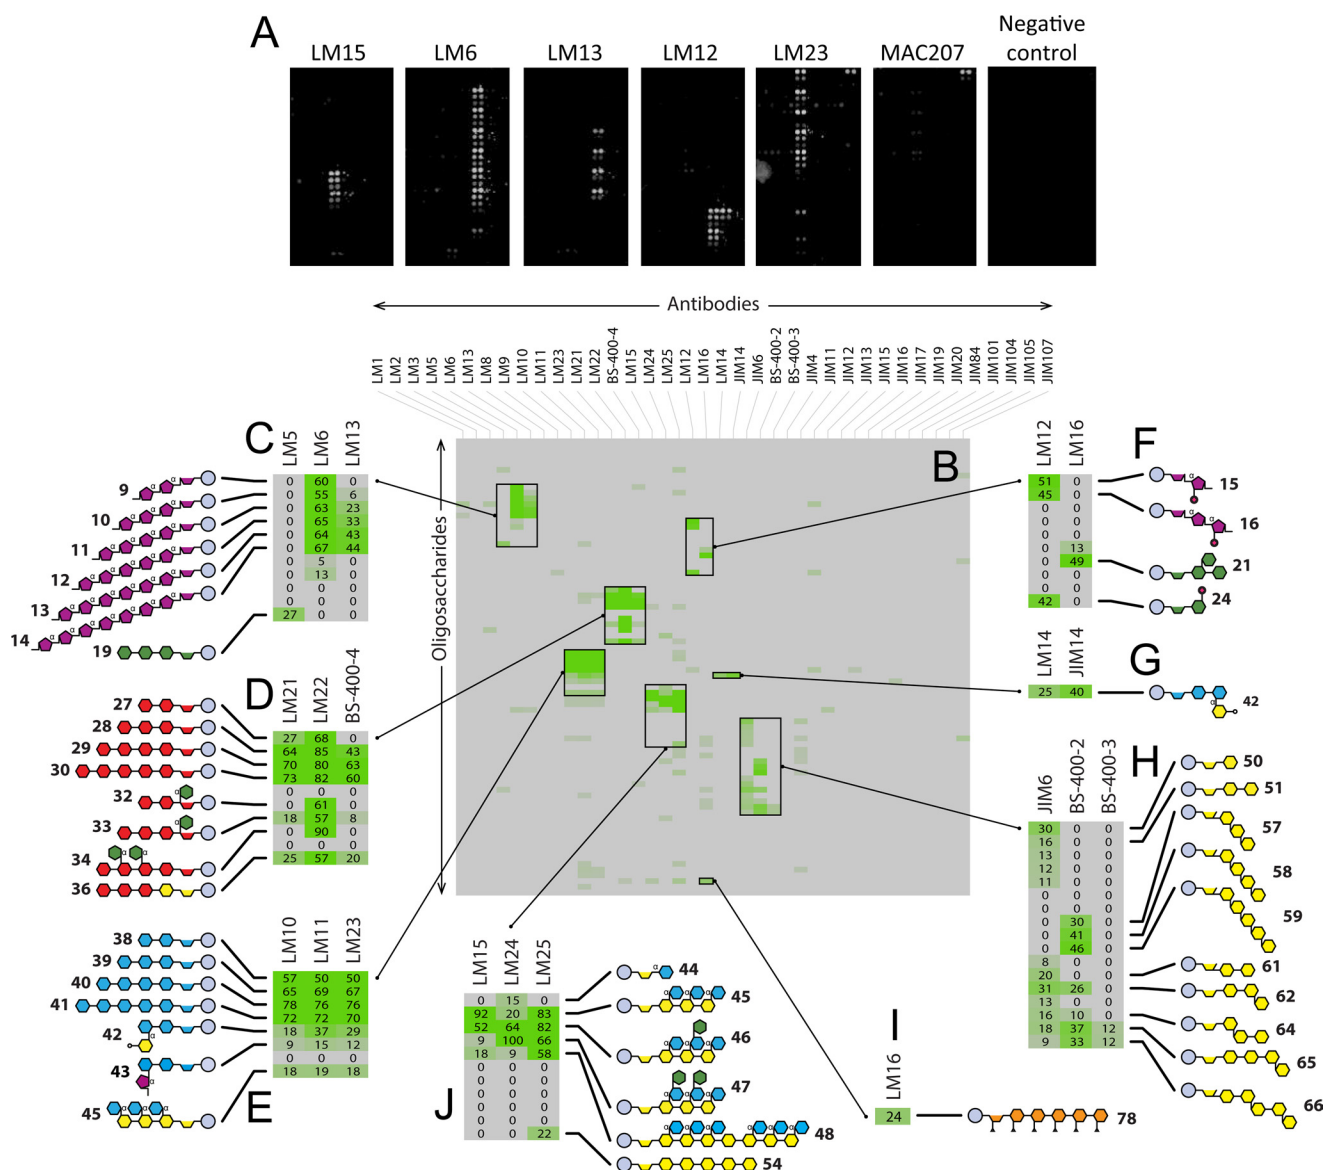 A
LM15 LM6 LM13 LM12 LM23 MAC207 Negative control
Antibodies
LM1 LM2 LM3 LM5 LM6 LM13 LM8 LM9 LM10 LM11 LM23 LM21 LM22 BS-400-4 LM15 LM24 LM25 LM12 LM16 LM14 JIM14 JIM6 BS-400-2 BS-400-3 JIM4 JIM11 JIM12 JIM13 JIM15 JIM16 JIM17 JIM19 JIM20 JIM84 JIM101 JIM104 JIM105 JIM107
B
Oligosaccharides
C
LM5 LM6 LM13
0 60 0
0 55 6
0 63 23
0 65 33
0 64 43
0 67 44
0 5 0
0 13 0
0 0 0
0 0 0
27 0 0
9
10
11
12
13
14
19
α α
α α
α α
α α
α α
α α
D
LM21 LM22 BS-400-4
27 68 0
64 85 43
70 80 63
73 82 60
0 0 0
0 61 0
18 57 8
0 90 0
0 0 0
25 57 20
27
28
29
30
32
α
33
α
34
α α
36
E
LM10 LM11 LM23
57 50 50
65 69 67
78 76 76
72 72 70
18 37 29
9 15 12
0 0 0
18 19 18
38
39
40
41
42
α
43
α
45
α α α
F
LM12 LM16
51 0
45 0
0 0
0 0
0 0
0 13
0 49
0 0
0 0
42 0
15
α
16
α
21
24
G
LM14 JIM14
25 40
42
α
H
JIM6 BS-400-2 BS-400-3
30 0 0
16 0 0
13 0 0
12 0 0
11 0 0
0 0 0
0 0 0
0 30 0
0 41 0
0 46 0
8 0 0
20 0 0
31 26 0
13 0 0
16 10 0
18 37 12
9 33 12
50
51
57
58
59
61
62
64
65
66
I
LM16
24
78
J
LM15 LM24 LM25
0 15 0
92 20 83
52 64 82
9 100 66
18 9 58
0 0 0
0 0 0
0 0 0
0 0 0
0 0 0
0 0 22
α 44
α α α 45
46
α α α
47
α α α
α α α α α α 48
54